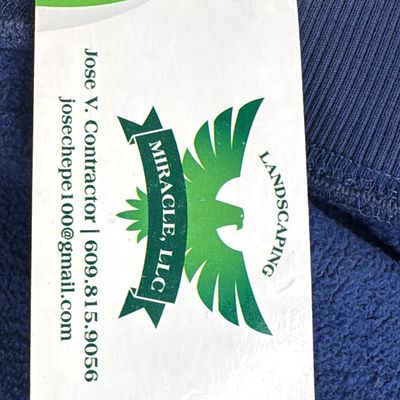 LANDSCAPING
MIRACLE, LLC
Jose V. Contractor | 609.815.9056
josechepe100@gmail.com